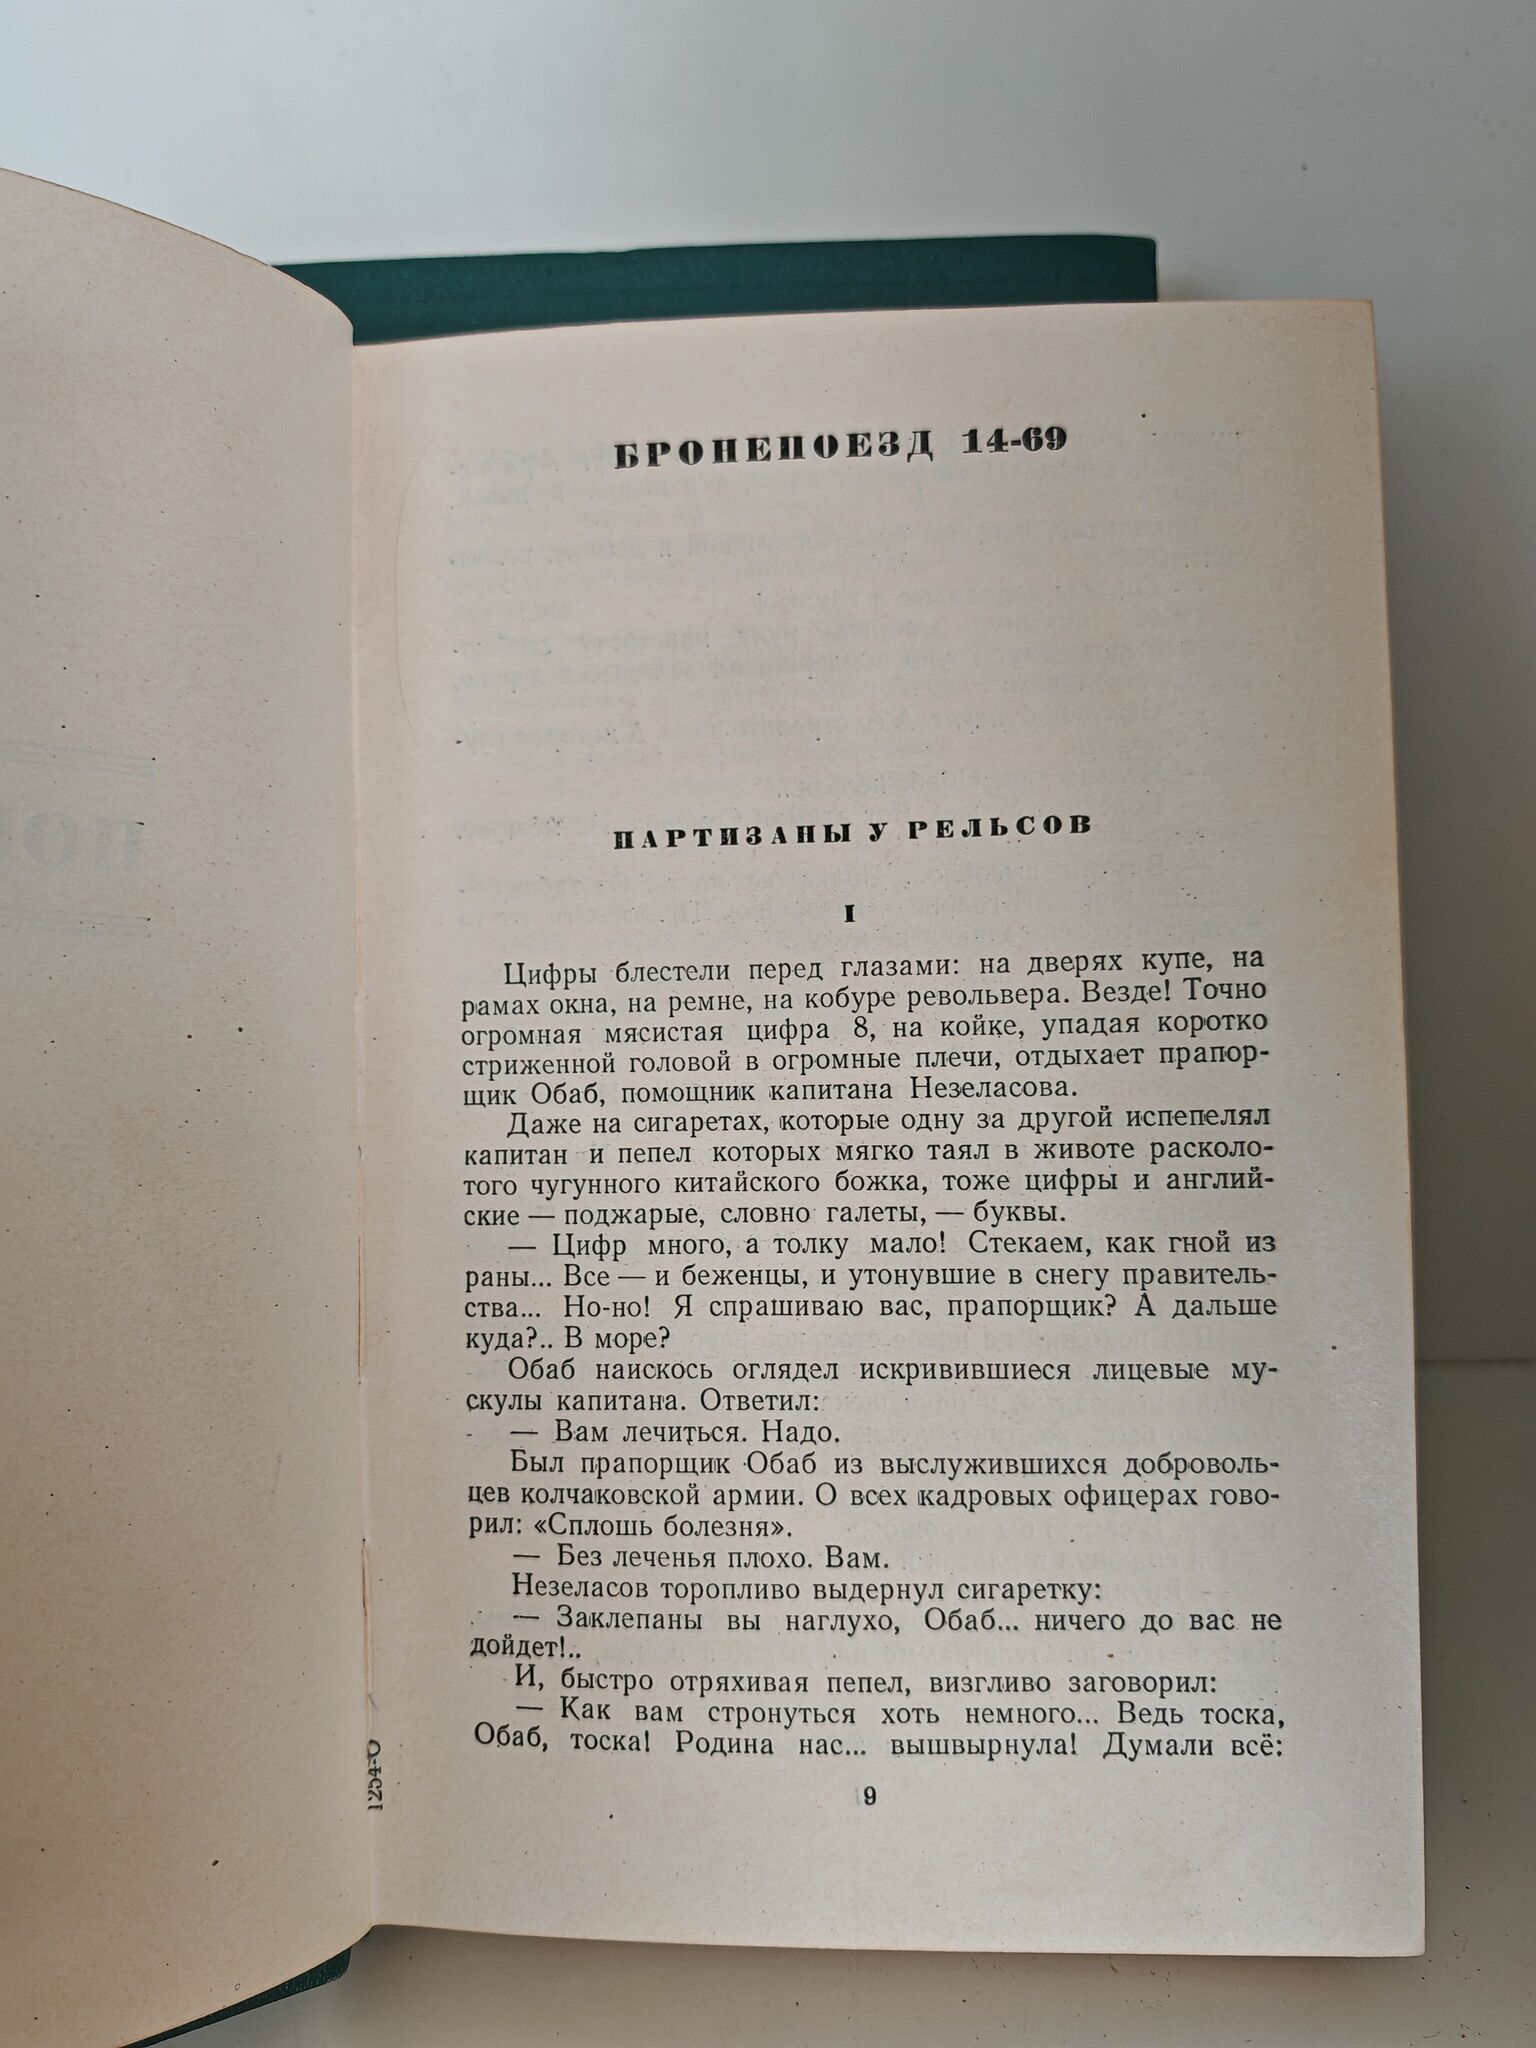 БРОНЕПОЕЗД 14-69
ПАРТИЗАНЫ У РЕЛЬСОВ
I
Цифры блестели перед глазами: на дверях купе, на
рамах окна, на ремне, на кобуре револьвера. Везде! Точно
огромная мясистая цифра 8, на койке, упадая коротко
стриженной головой в огромные плечи, отдыхает прапор-
щик Обаб, помощник капитана Незеласова.
Даже на сигаретах, которые одну за другой испепелял
капитан и пепел которых мягко таял в животе расколо-
того чугунного китайского божка, тоже цифры и англий-
ские — поджарые, словно галеты, — буквы.
— Цифр много, а толку мало! Стекаем, как гной из
раны... Все — и беженцы, и утонувшие в снегу правитель-
ства... Но-но! Я спрашиваю вас, прапорщик? А дальше
куда?.. В море?
Обаб наискось оглядел искривившиеся лицевые му-
скулы капитана. Ответил:
— Вам лечиться. Надо.
Был прапорщик Обаб из выслужившихся доброволь-
цев колчаковской армии. О всех кадровых офицерах гово-
рил: «Сплошь болезня».
— Без леченья плохо. Вам.
Незеласов торопливо выдернул сигаретку:
— Заклепаны вы наглухо, Обаб... ничего до вас не
дойдет!..
И, быстро отряхивая пепел, визгливо заговорил:
— Как вам стронуться хоть немного... Ведь тоска,
Обаб, тоска! Родина нас... вышвырнула! Думали всё:
9
1254-О